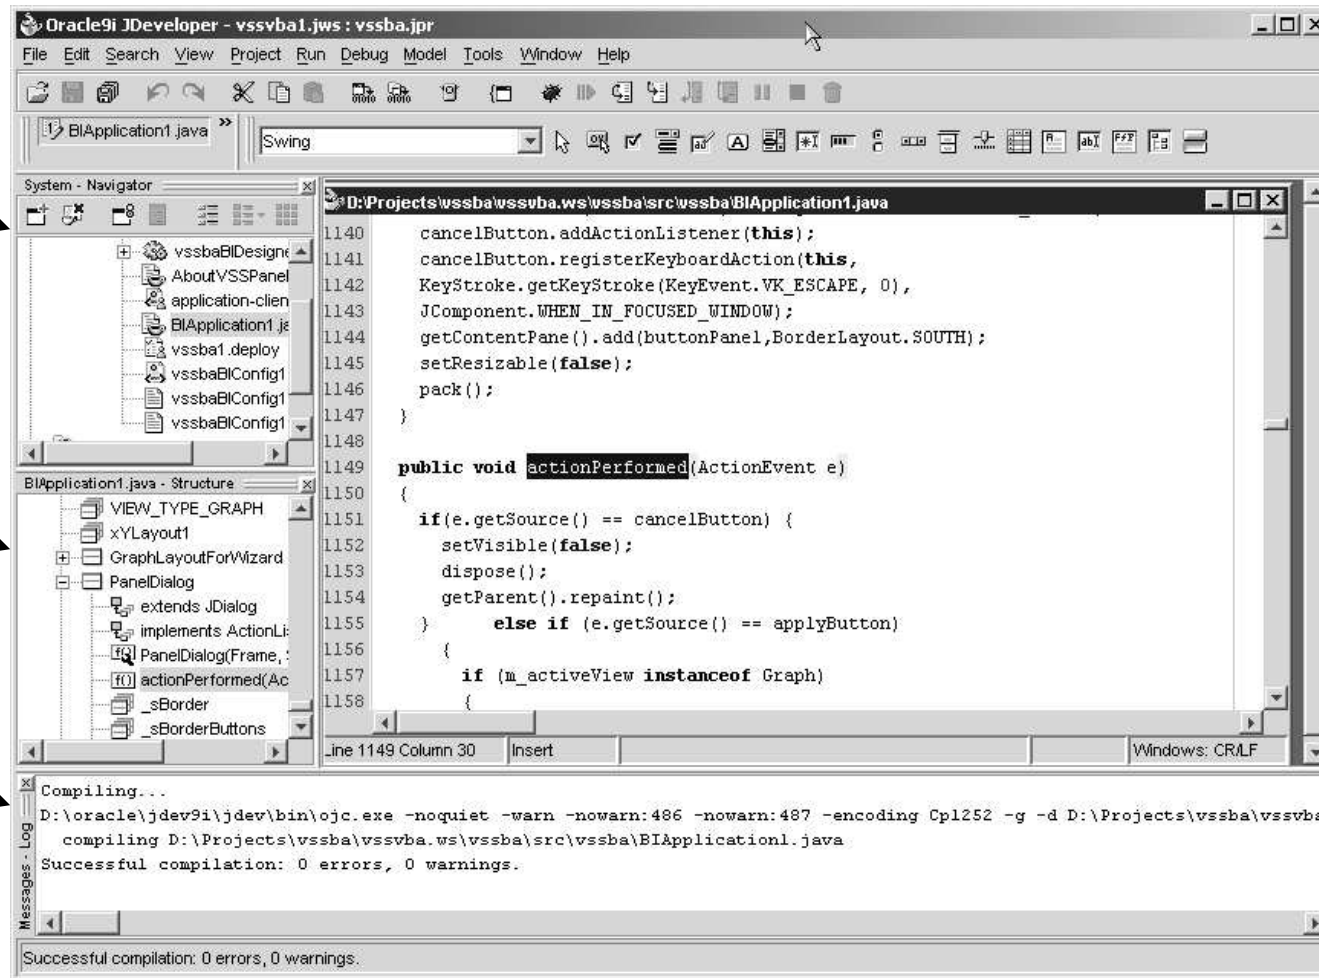 Oracle9i JDeveloper - vssvba1.jws : vssba.jpr
File Edit Search View Project Run Debug Model Tools Window Help
BIApplication1.java »
Swing
System - Navigator
vssbaBIDesigne
AboutVSSPanel
application-clien
BIApplication1.ja
vssba1.deploy
vssbaBIConfig1
vssbaBIConfig1
vssbaBIConfig1
BIApplication1.java - Structure
VIEW_TYPE_GRAPH
xYLayout1
GraphLayoutForWizard
PanelDialog
extends JDialog
implements ActionLi
PanelDialog(Frame,
actionPerformed(Ac
_sBorder
_sBorderButtons
D:\Projects\vssba\vssvba.ws\vssba\src\vssba\BIApplication1.java
1140 cancelButton.addActionListener(this);
1141 cancelButton.registerKeyboardAction(this,
1142 KeyStroke.getKeyStroke(KeyEvent.VK_ESCAPE, 0),
1143 JComponent.WHEN_IN_FOCUSED_WINDOW);
1144 getContentPane().add(buttonPanel,BorderLayout.SOUTH);
1145 setResizable(false);
1146 pack();
1147 }
1148
1149 public void actionPerformed(ActionEvent e)
1150 {
1151 if(e.getSource() == cancelButton) {
1152 setVisible(false);
1153 dispose();
1154 getParent().repaint();
1155 } else if (e.getSource() == applyButton)
1156 {
1157 if (m_activeView instanceof Graph)
1158 {
Line 1149 Column 30 Insert Windows: CR/LF
Messages - Log
Compiling...
D:\oracle\jdev9i\jdev\bin\ojc.exe -noquiet -warn -nowarn:486 -nowarn:487 -encoding Cp1252 -g -d D:\Projects\vssba\vssvba
compiling D:\Projects\vssba\vssvba.ws\vssba\src\vssba\BIApplication1.java
Successful compilation: 0 errors, 0 warnings.
Successful compilation: 0 errors, 0 warnings.